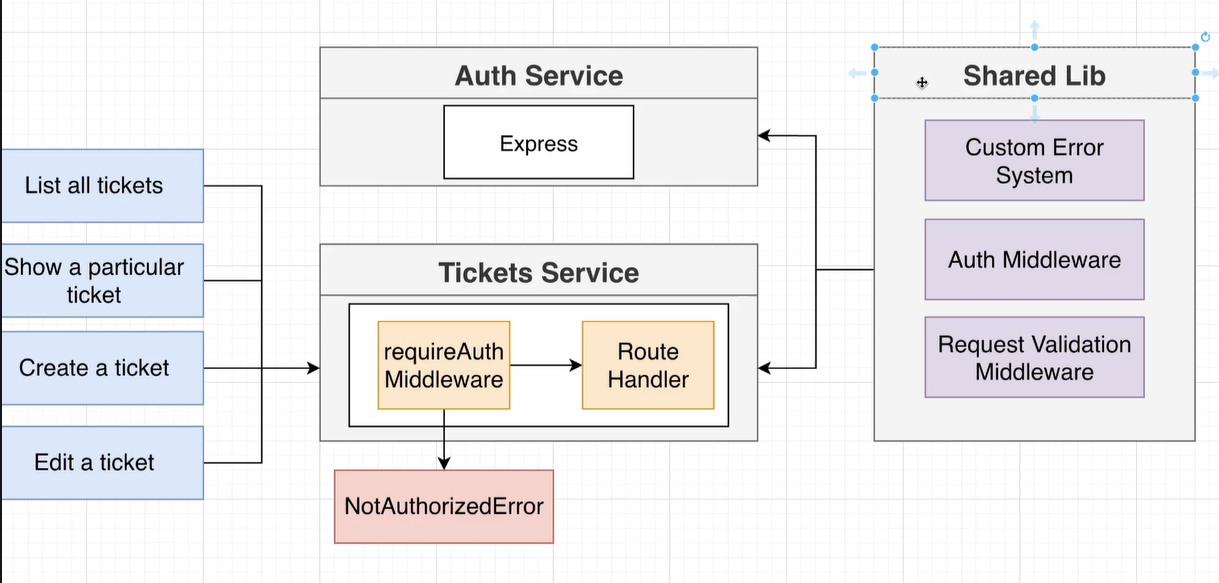 Auth Service
Express
Shared Lib
Custom Error
System
Auth Middleware
Request Validation
Middleware
List all tickets
Show a particular
ticket
Create a ticket
Edit a ticket
Tickets Service
requireAuth
Middleware
Route
Handler
NotAuthorizedError